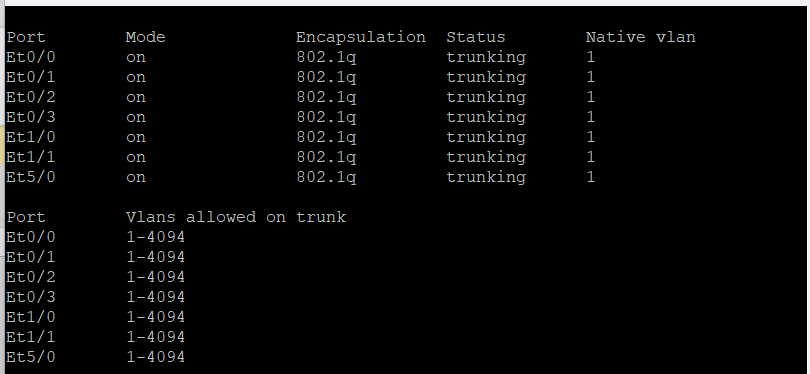 Port Mode Encapsulation Status Native vlan
Et0/0 on 802.1q trunking 1
Et0/1 on 802.1q trunking 1
Et0/2 on 802.1q trunking 1
Et0/3 on 802.1q trunking 1
Et1/0 on 802.1q trunking 1
Et1/1 on 802.1q trunking 1
Et5/0 on 802.1q trunking 1
Port Vlans allowed on trunk
Et0/0 1-4094
Et0/1 1-4094
Et0/2 1-4094
Et0/3 1-4094
Et1/0 1-4094
Et1/1 1-4094
Et5/0 1-4094